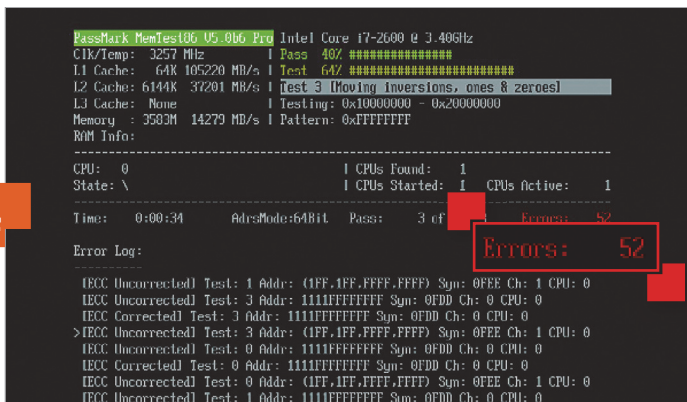 PassMark MemTest86 V5.0b6 Pro Intel Core i7-2600 @ 3.40GHz
Clk/Temp: 3257 MHz | Pass 40% ###############
L1 Cache: 64K 105220 MB/s | Test 64% ########################
L2 Cache: 6144K 37201 MB/s | Test 3 [Moving inversions, ones & zeroes]
L3 Cache: None | Testing: 0x10000000 - 0x20000000
Memory : 3583M 14279 MB/s | Pattern: 0xFFFFFFFF
RAM Info:
CPU: 0 | CPUs Found: 1
State: \ | CPUs Started: 1 CPUs Active: 1
Time: 0:00:34 AdrsMode:64Bit Pass: 3 of Errors: 52
Errors: 52
Error Log:
[ECC Uncorrected] Test: 1 Addr: (1FF,1FF,FFFF,FFFF) Syn: 0FEE Ch: 1 CPU: 0
[ECC Uncorrected] Test: 3 Addr: 1111FFFFFFFF Syn: 0FDD Ch: 0 CPU: 0
[ECC Corrected] Test: 3 Addr: 1111FFFFFFFF Syn: 0FDD Ch: 0 CPU: 0
>[ECC Uncorrected] Test: 3 Addr: (1FF,1FF,FFFF,FFFF) Syn: 0FEE Ch: 1 CPU: 0
[ECC Uncorrected] Test: 0 Addr: 1111FFFFFFFF Syn: 0FDD Ch: 0 CPU: 0
[ECC Corrected] Test: 0 Addr: 1111FFFFFFFF Syn: 0FDD Ch: 0 CPU: 0
[ECC Uncorrected] Test: 0 Addr: (1FF,1FF,FFFF,FFFF) Syn: 0FEE Ch: 1 CPU: 0
[ECC Uncorrected] Test: 1 Addr: 1111FFFFFFFF Syn: 0FDD Ch: 0 CPU: 0